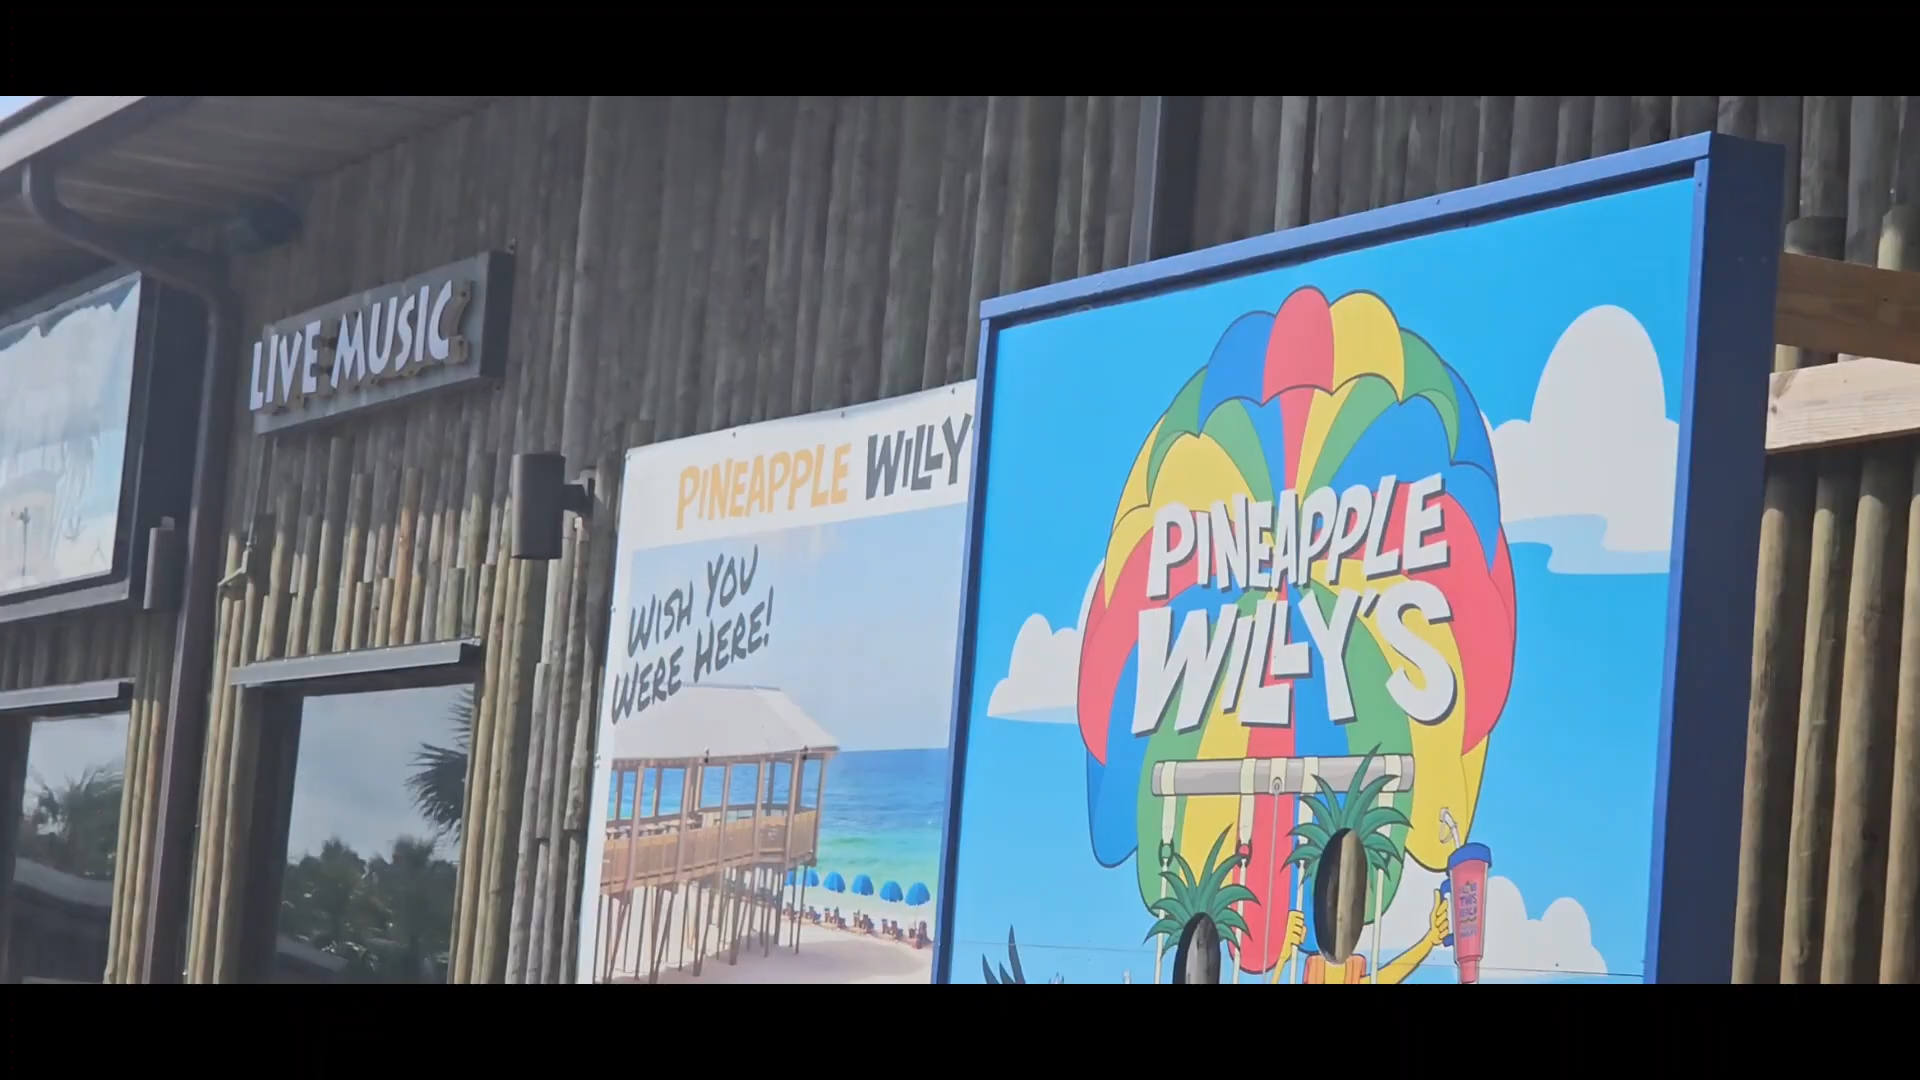 LIVE MUSIC
PINEAPPLE WILLY'
WISH YOU
WERE HERE!
PINEAPPLE
WILLY'S